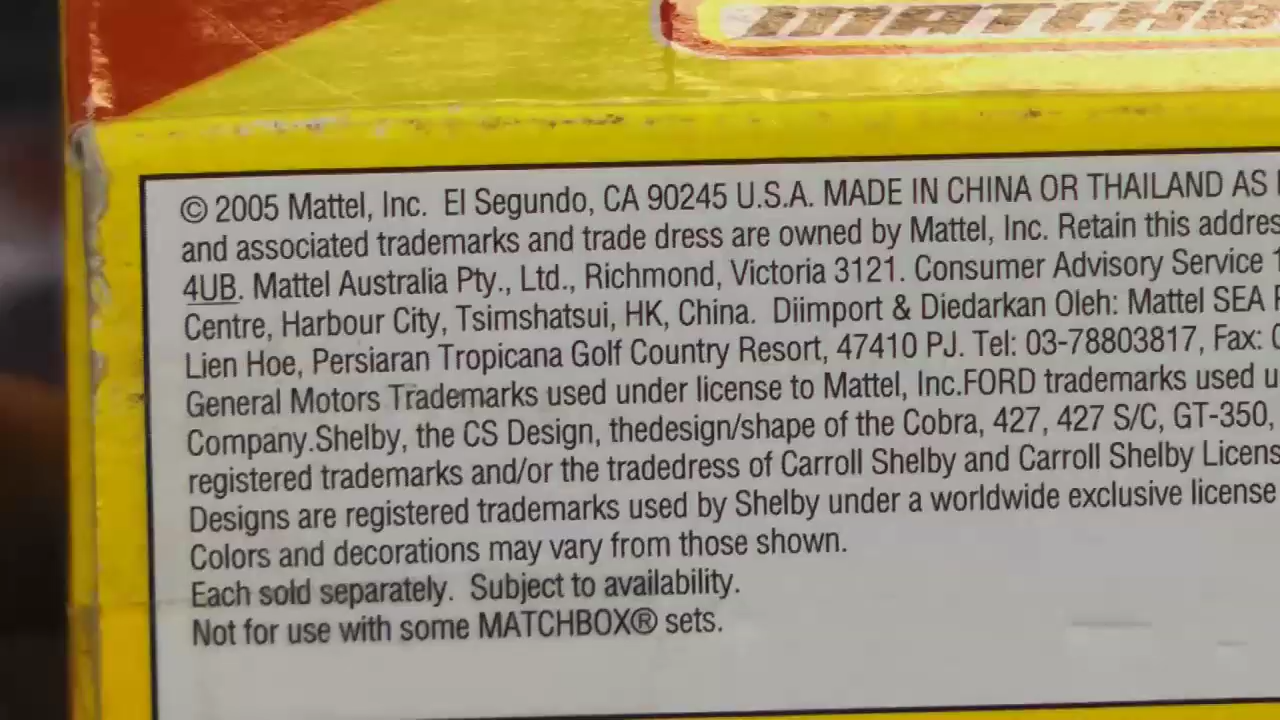 MATCHB
© 2005 Mattel, Inc. El Segundo, CA 90245 U.S.A. MADE IN CHINA OR THAILAND AS
and associated trademarks and trade dress are owned by Mattel, Inc. Retain this addres
4UB. Mattel Australia Pty., Ltd., Richmond, Victoria 3121. Consumer Advisory Service 1
Centre, Harbour City, Tsimshatsui, HK, China. Diimport & Diedarkan Oleh: Mattel SEA
Lien Hoe, Persiaran Tropicana Golf Country Resort, 47410 PJ. Tel: 03-78803817, Fax:
General Motors Trademarks used under license to Mattel, Inc.FORD trademarks used u
Company.Shelby, the CS Design, thedesign/shape of the Cobra, 427, 427 S/C, GT-350,
registered trademarks and/or the tradedress of Carroll Shelby and Carroll Shelby Licens
Designs are registered trademarks used by Shelby under a worldwide exclusive license
Colors and decorations may vary from those shown.
Each sold separately. Subject to availability.
Not for use with some MATCHBOX® sets.